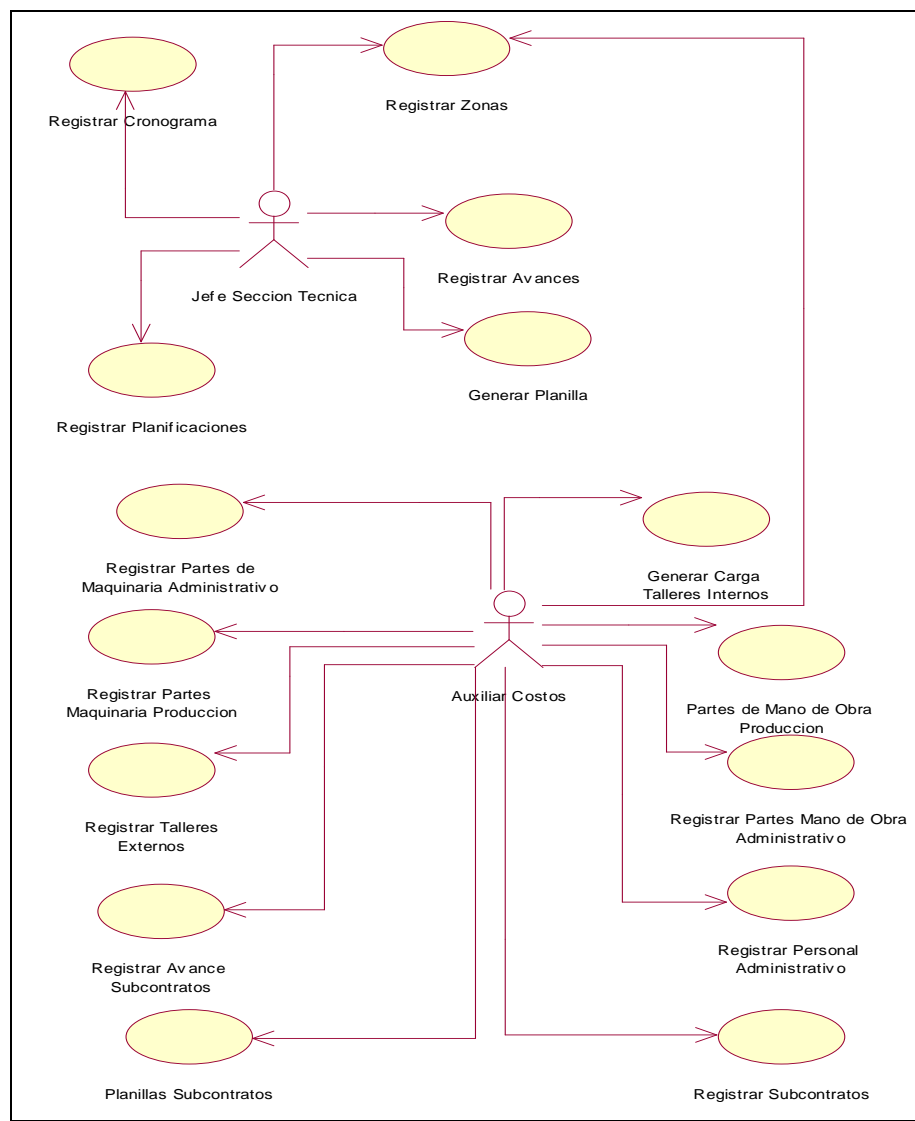 Registrar Zonas
Registrar Cronograma
Registrar Avances
Jefe Seccion Tecnica
Generar Planilla
Registrar Planificaciones
Registrar Partes de
Maquinaria Administrativo
Generar Carga
Talleres Internos
Registrar Partes
Maquinaria Produccion
Auxiliar Costos
Partes de Mano de Obra
Produccion
Registrar Talleres
Externos
Registrar Partes Mano de Obra
Administrativo
Registrar Avance
Subcontratos
Registrar Personal
Administrativo
Planillas Subcontratos
Registrar Subcontratos